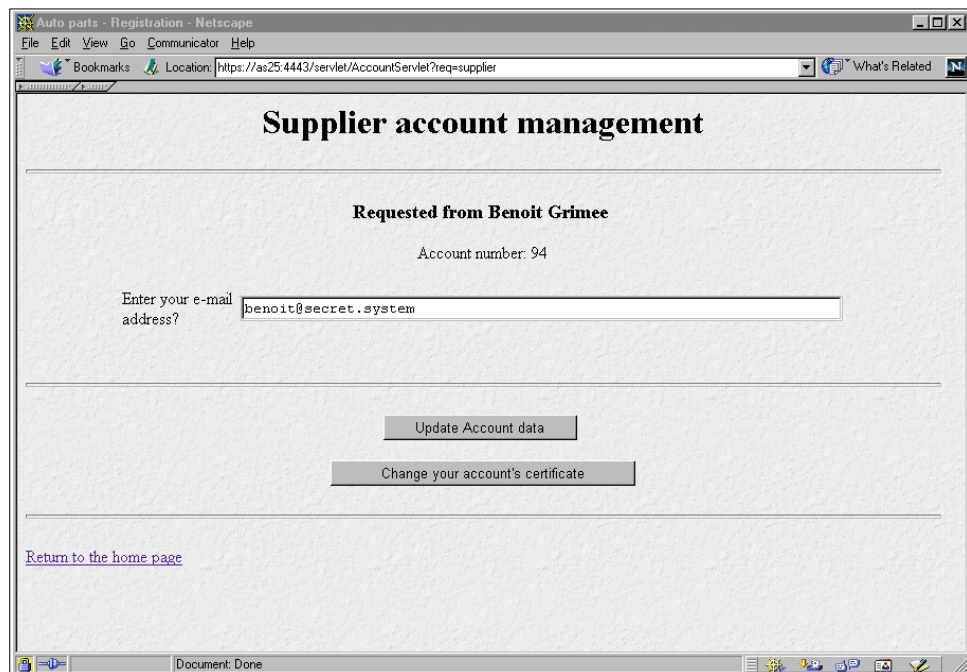 Auto parts - Registration - Netscape
File Edit View Go Communicator Help
Bookmarks Location: https://as25:4443/servlet/AccountServlet?req=supplier What's Related N
Supplier account management
Requested from Benoit Grimee
Account number: 94
Enter your e-mail
address?
benoit@secret.system
Update Account data
Change your account's certificate
Return to the home page
Document: Done